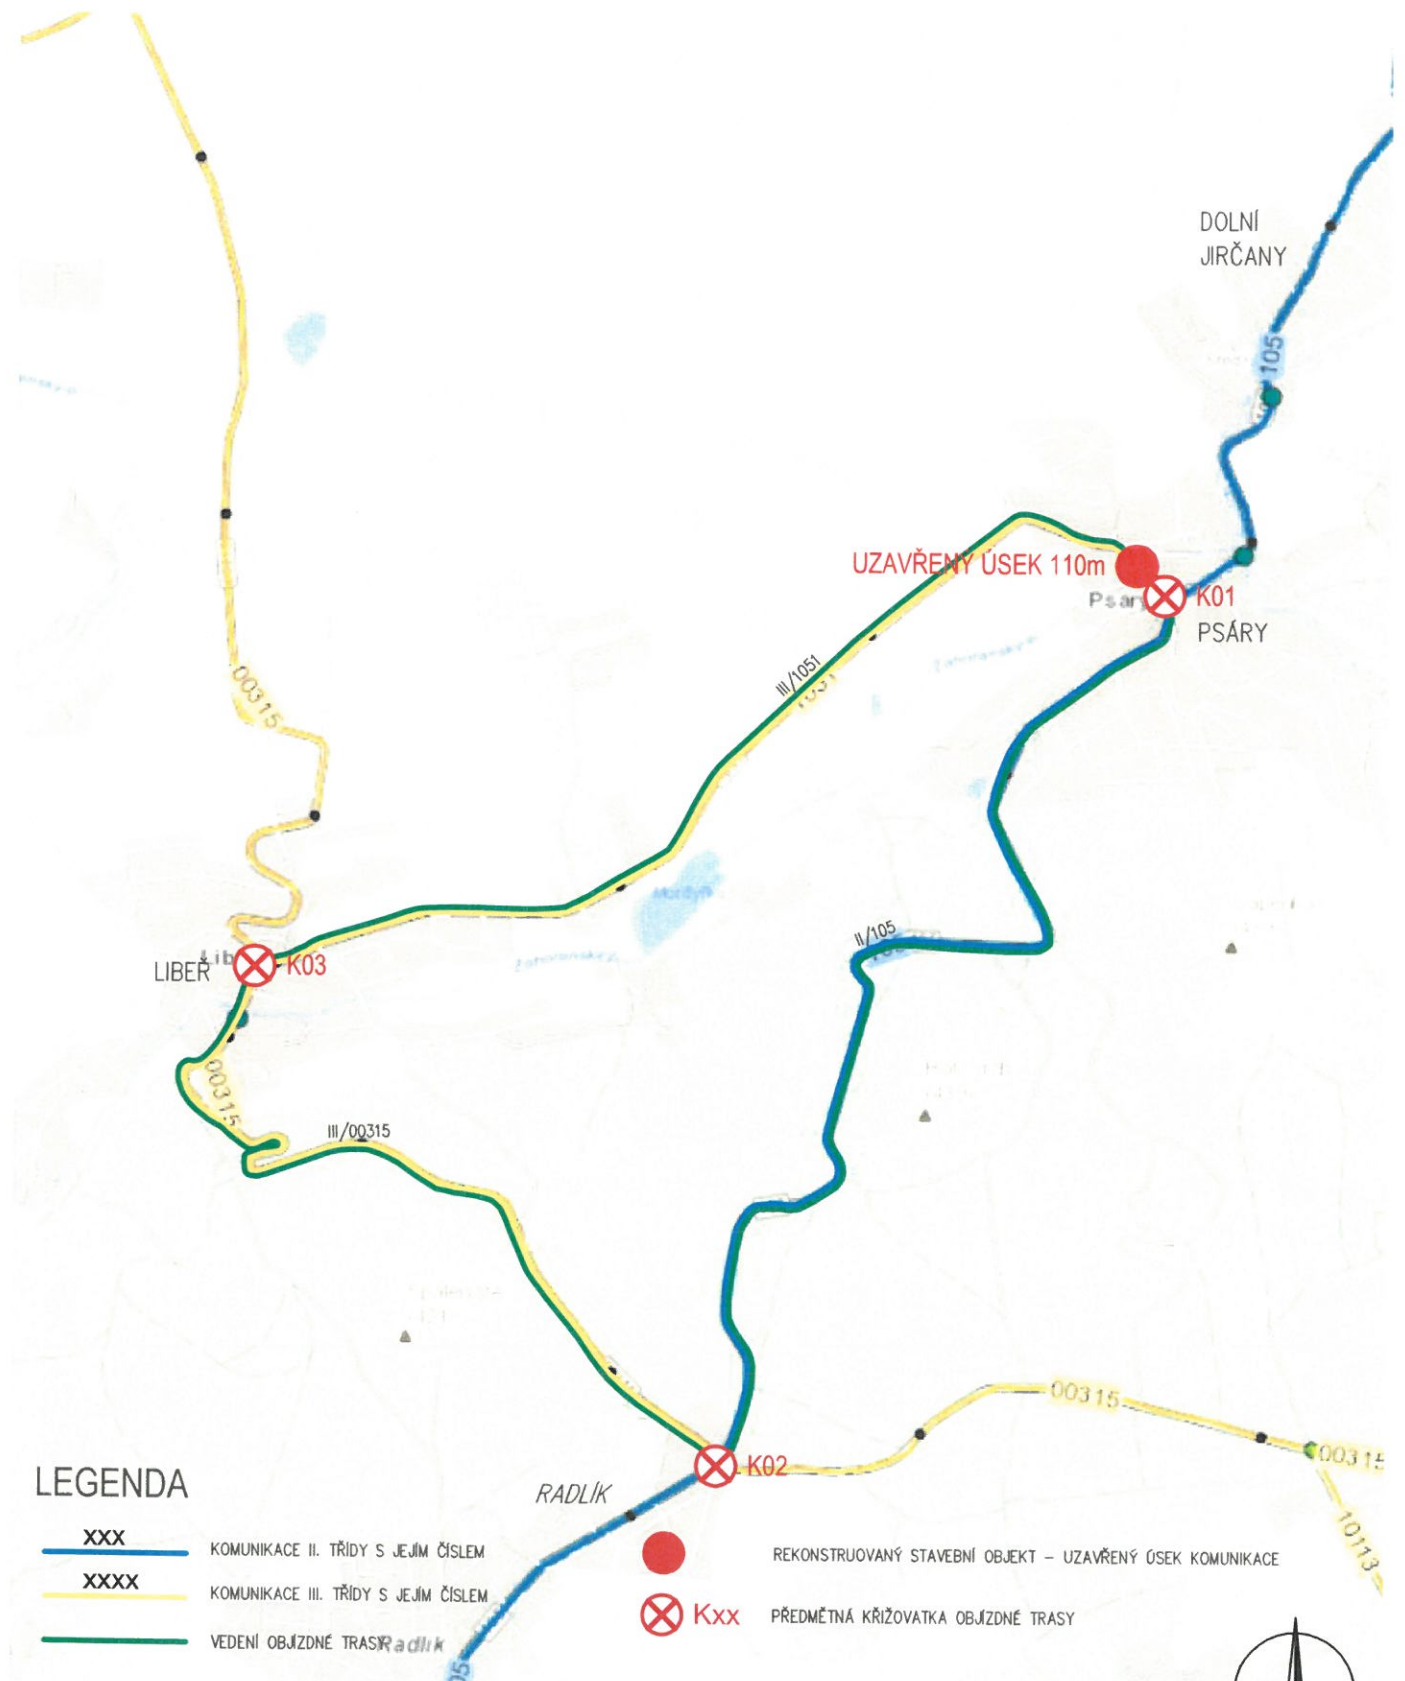 DOLNÍ
JIRČANY
105
UZAVŘENÝ ÚSEK 110m
K01
PSÁRY
III/1051
00315
II/105
LIBEŘ
K03
00315
III/00315
00315
00315
K02
RADLÍK
10113
LEGENDA
XXX
KOMUNIKACE II. TŘÍDY S JEJÍM ČÍSLEM
XXXX
KOMUNIKACE III. TŘÍDY S JEJÍM ČÍSLEM
VEDENÍ OBJÍZDNÉ TRASY
Radlík
REKONSTRUOVANÝ STAVEBNÍ OBJEKT – UZAVŘENÝ ÚSEK KOMUNIKACE
Kxx
PŘEDMĚTNÁ KŘIŽOVATKA OBJÍZDNÉ TRASY